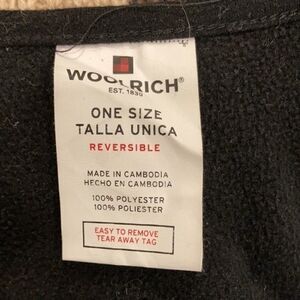 WOOLRICH®
EST. 1830
ONE SIZE
TALLA UNICA
REVERSIBLE
MADE IN CAMBODIA
HECHO EN CAMBODIA
100% POLYESTER
100% POLIESTER
EASY TO REMOVE
TEAR AWAY TAG